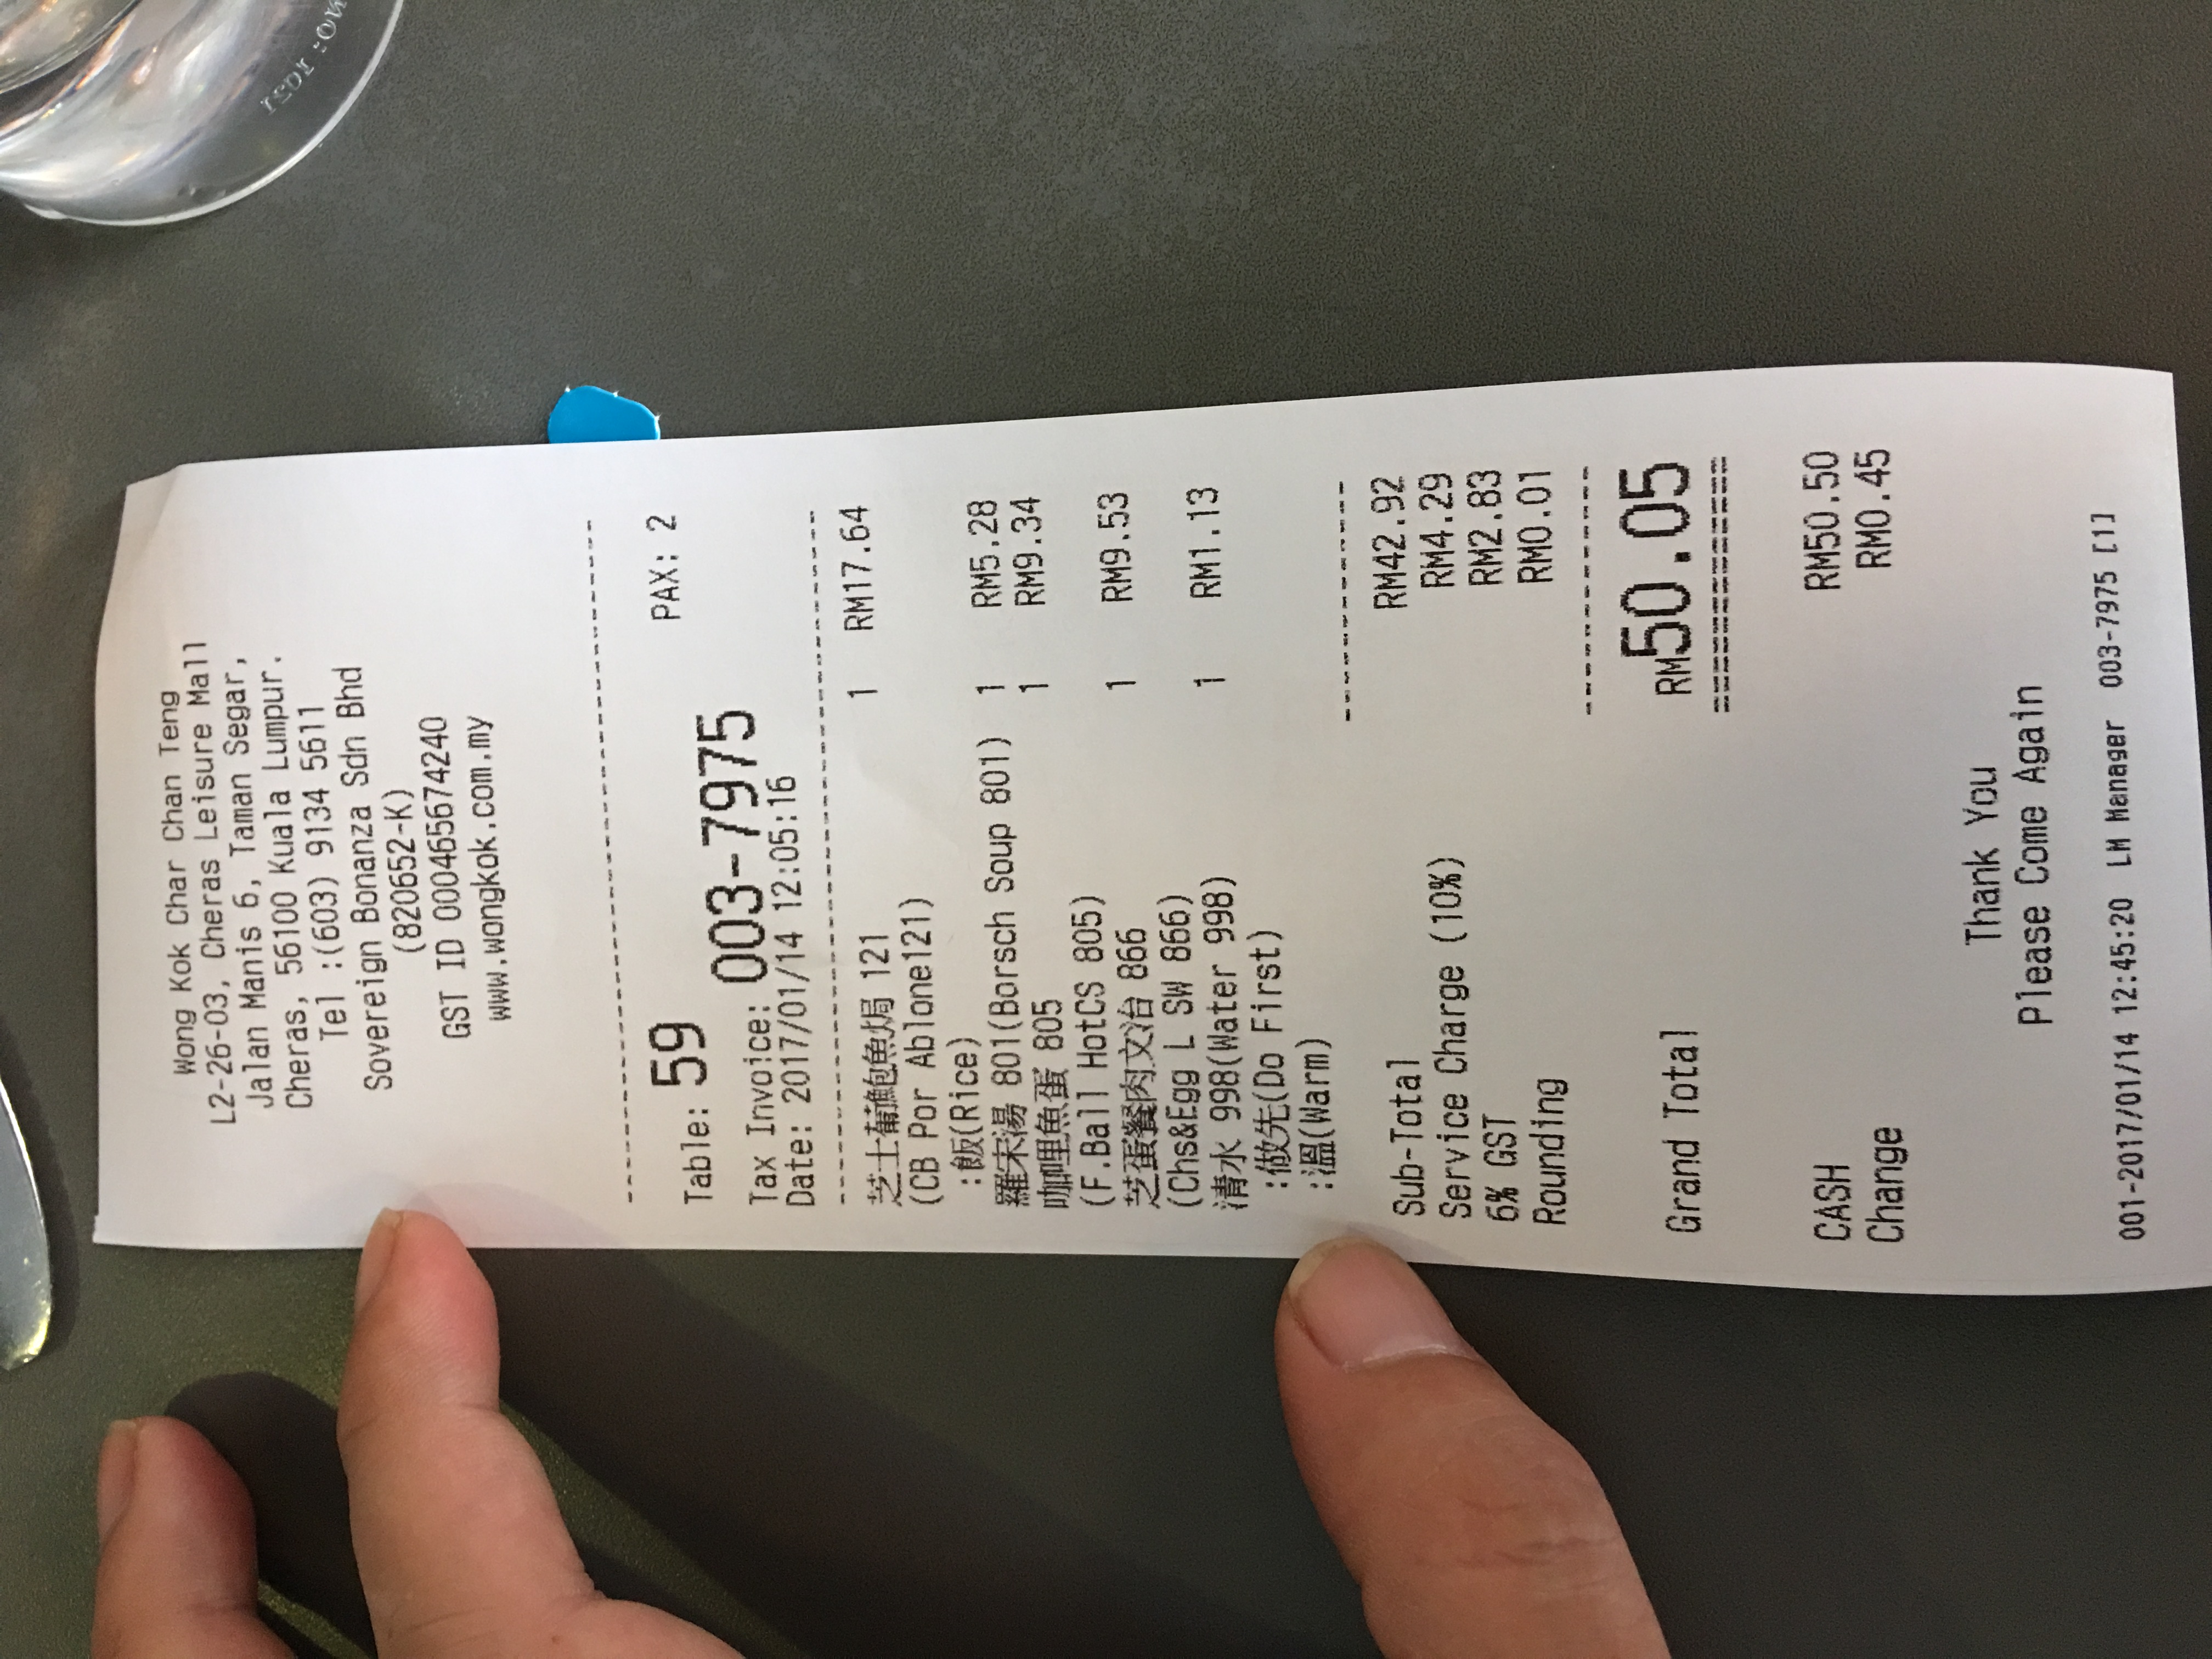 Wong Kok Char Chan Teng
L2-26-03, Cheras Leisure Mall
Jalan Manis 6, Taman Segar,
Cheras, 56100 Kuala Lumpur.
Tel :(603) 9134 5611
Sovereign Bonanza Sdn Bhd
(820652-K)
GST ID 000465674240
www.wongkok.com.my
Table: 59 PAX: 2
Tax Invoice: 003-7975
Date: 2017/01/14 12:05:16
芝士葡鮑魚焗 121 1 RM17.64
(CB Por Ablone121)
:飯(Rice)
羅宋湯 801(Borsch Soup 801) 1 RM5.28
咖哩魚蛋 805 1 RM9.34
(F.Ball HotCS 805)
芝蛋餐肉文治 866 1 RM9.53
(Chs&Egg L SW 866)
清水 998(Water 998) 1 RM1.13
:做先(Do First)
:溫(Warm)
Sub-Total RM42.92
Service Charge (10%) RM4.29
6% GST RM2.83
Rounding RM0.01
Grand Total RM50.05
CASH RM50.50
Change RM0.45
Thank You
Please Come Again
001-2017/01/14 12:45:20 LM Manager 003-7975 [1]